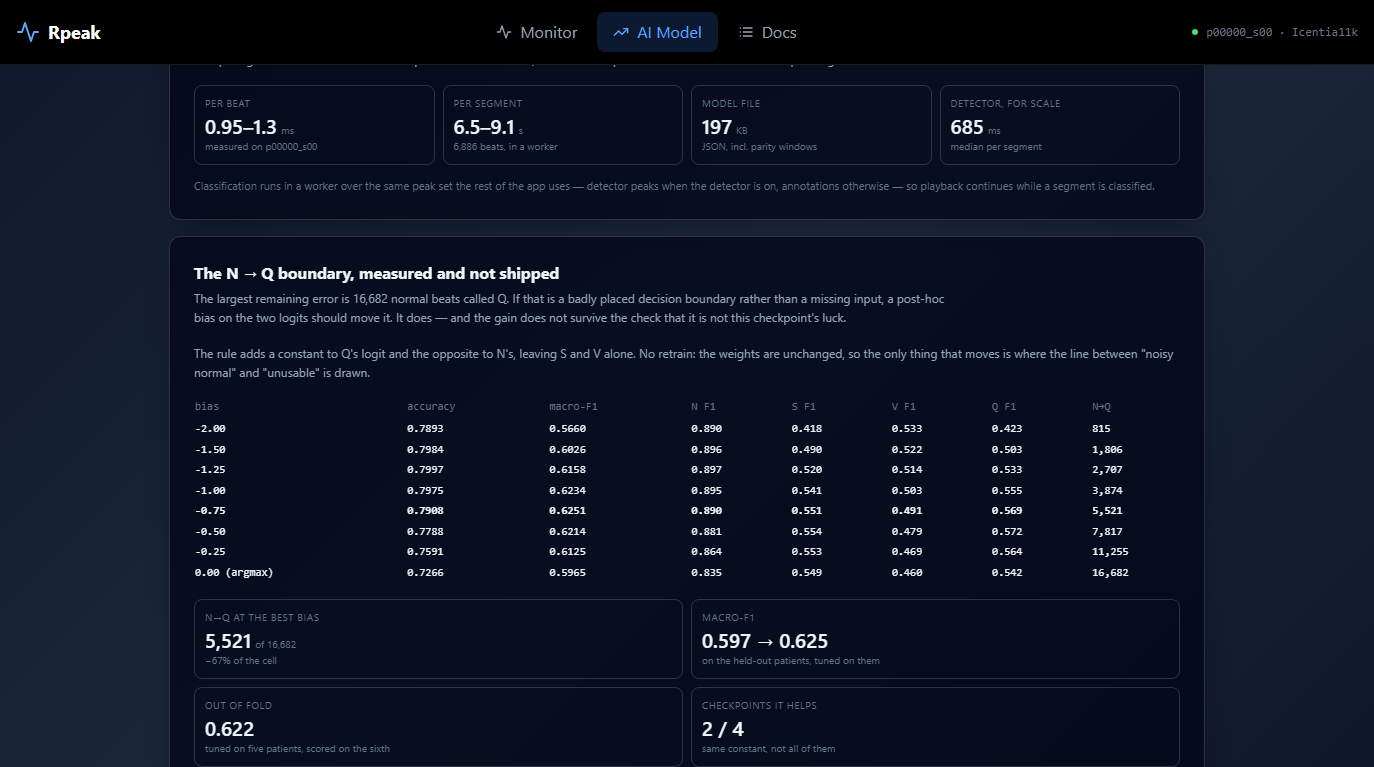 Rpeak
Monitor
AI Model
Docs
p00000_s00 · Icentia11k
PER BEAT
0.95–1.3 ms
measured on p00000_s00
PER SEGMENT
6.5–9.1 s
6,886 beats, in a worker
MODEL FILE
197 KB
JSON, incl. parity windows
DETECTOR, FOR SCALE
685 ms
median per segment
Classification runs in a worker over the same peak set the rest of the app uses — detector peaks when the detector is on, annotations otherwise — so playback continues while a segment is classified.
The N → Q boundary, measured and not shipped
The largest remaining error is 16,682 normal beats called Q. If that is a badly placed decision boundary rather than a missing input, a post-hoc
bias on the two logits should move it. It does — and the gain does not survive the check that it is not this checkpoint's luck.
The rule adds a constant to Q's logit and the opposite to N's, leaving S and V alone. No retrain: the weights are unchanged, so the only thing that moves is where the line between "noisy
normal" and "unusable" is drawn.
bias accuracy macro-F1 N F1 S F1 V F1 Q F1 N→Q
-2.00 0.7893 0.5660 0.890 0.418 0.533 0.423 815
-1.50 0.7984 0.6026 0.896 0.490 0.522 0.503 1,806
-1.25 0.7997 0.6158 0.897 0.520 0.514 0.533 2,707
-1.00 0.7975 0.6234 0.895 0.541 0.503 0.555 3,874
-0.75 0.7908 0.6251 0.890 0.551 0.491 0.569 5,521
-0.50 0.7788 0.6214 0.881 0.554 0.479 0.572 7,817
-0.25 0.7591 0.6125 0.864 0.553 0.469 0.564 11,255
0.00 (argmax) 0.7266 0.5965 0.835 0.549 0.460 0.542 16,682
N→Q AT THE BEST BIAS
5,521 of 16,682
−67% of the cell
MACRO-F1
0.597 → 0.625
on the held-out patients, tuned on them
OUT OF FOLD
0.622
tuned on five patients, scored on the sixth
CHECKPOINTS IT HELPS
2 / 4
same constant, not all of them